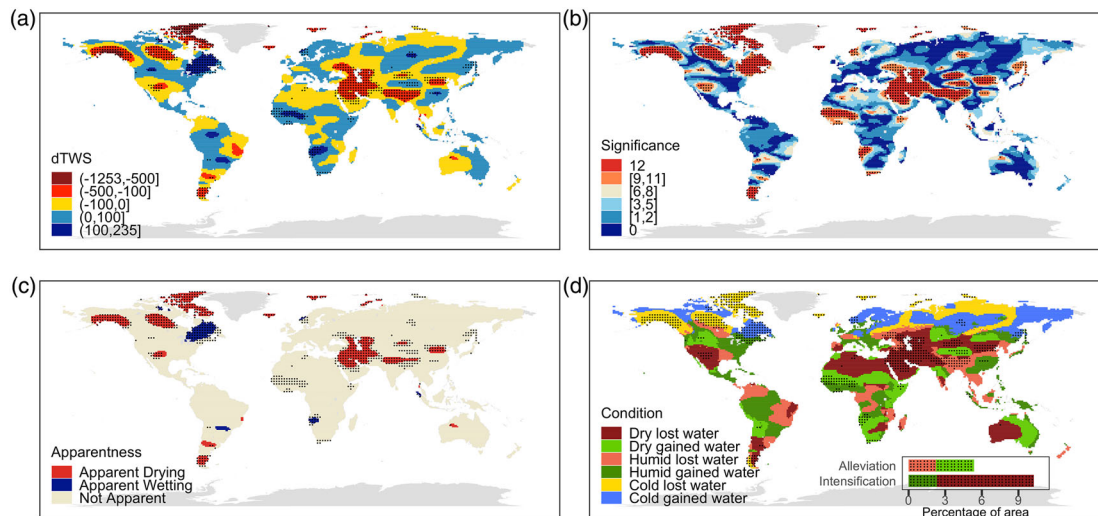 (a)
dTWS
(-1253,-500]
(-500,-100]
(-100,0]
(0,100]
(100,235]
(b)
Significance
12
[9,11]
[6,8]
[3,5]
[1,2]
0
(c)
Apparentness
Apparent Drying
Apparent Wetting
Not Apparent
(d)
Condition
Dry lost water
Dry gained water
Humid lost water
Humid gained water
Cold lost water
Cold gained water
Alleviation
Intensification
0 3 6 9
Percentage of area